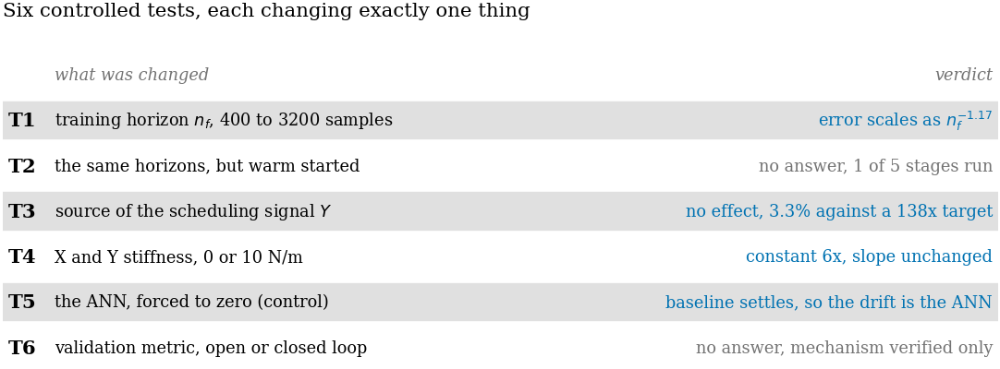 Six controlled tests, each changing exactly one thing
what was changed verdict
T1 training horizon n_f, 400 to 3200 samples error scales as n_f^{-1.17}
T2 the same horizons, but warm started no answer, 1 of 5 stages run
T3 source of the scheduling signal Y no effect, 3.3% against a 138x target
T4 X and Y stiffness, 0 or 10 N/m constant 6x, slope unchanged
T5 the ANN, forced to zero (control) baseline settles, so the drift is the ANN
T6 validation metric, open or closed loop no answer, mechanism verified only